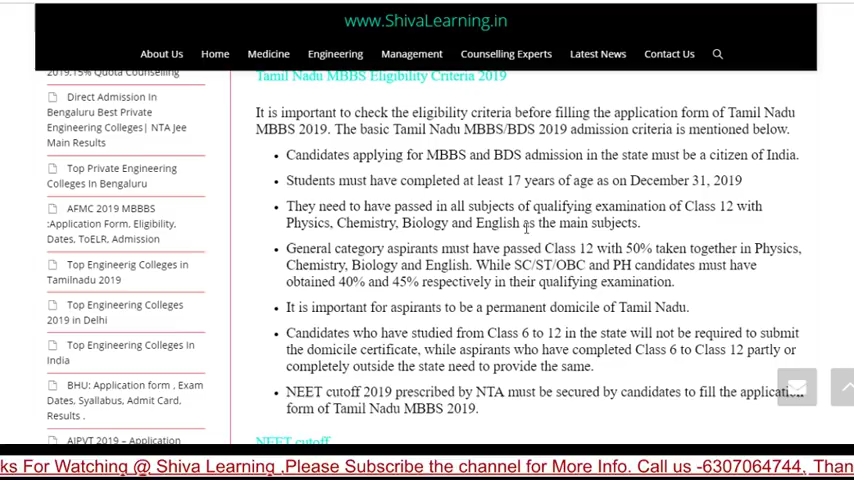 www.ShivaLearning.in
About Us Home Medicine Engineering Management Counselling Experts Latest News Contact Us
2019.15% Quota Counselling
Direct Admission In
Bengaluru Best Private
Engineering Colleges| NTA Jee
Main Results
Top Private Engineering
Colleges In Bengaluru
AFMC 2019 MBBS
:Application Form, Eligibility,
Dates, ToELR, Admission
Top Engineerig Colleges in
Tamilnadu 2019
Top Engineering Colleges
2019 in Delhi
Top Engineering Colleges In
India
BHU: Application form , Exam
Dates, Syallabus, Admit Card,
Results .
AIPVT 2019 – Application
Tamil Nadu MBBS Eligibility Criteria 2019
It is important to check the eligibility criteria before filling the application form of Tamil Nadu
MBBS 2019. The basic Tamil Nadu MBBS/BDS 2019 admission criteria is mentioned below.
• Candidates applying for MBBS and BDS admission in the state must be a citizen of India.
• Students must have completed at least 17 years of age as on December 31, 2019
• They need to have passed in all subjects of qualifying examination of Class 12 with
Physics, Chemistry, Biology and English as the main subjects.
• General category aspirants must have passed Class 12 with 50% taken together in Physics,
Chemistry, Biology and English. While SC/ST/OBC and PH candidates must have
obtained 40% and 45% respectively in their qualifying examination.
• It is important for aspirants to be a permanent domicile of Tamil Nadu.
• Candidates who have studied from Class 6 to 12 in the state will not be required to submit
the domicile certificate, while aspirants who have completed Class 6 to Class 12 partly or
completely outside the state need to provide the same.
• NEET cutoff 2019 prescribed by NTA must be secured by candidates to fill the application
form of Tamil Nadu MBBS 2019.
NEET cutoff
ks For Watching @ Shiva Learning ,Please Subscribe the channel for More Info. Call us -6307064744, Than